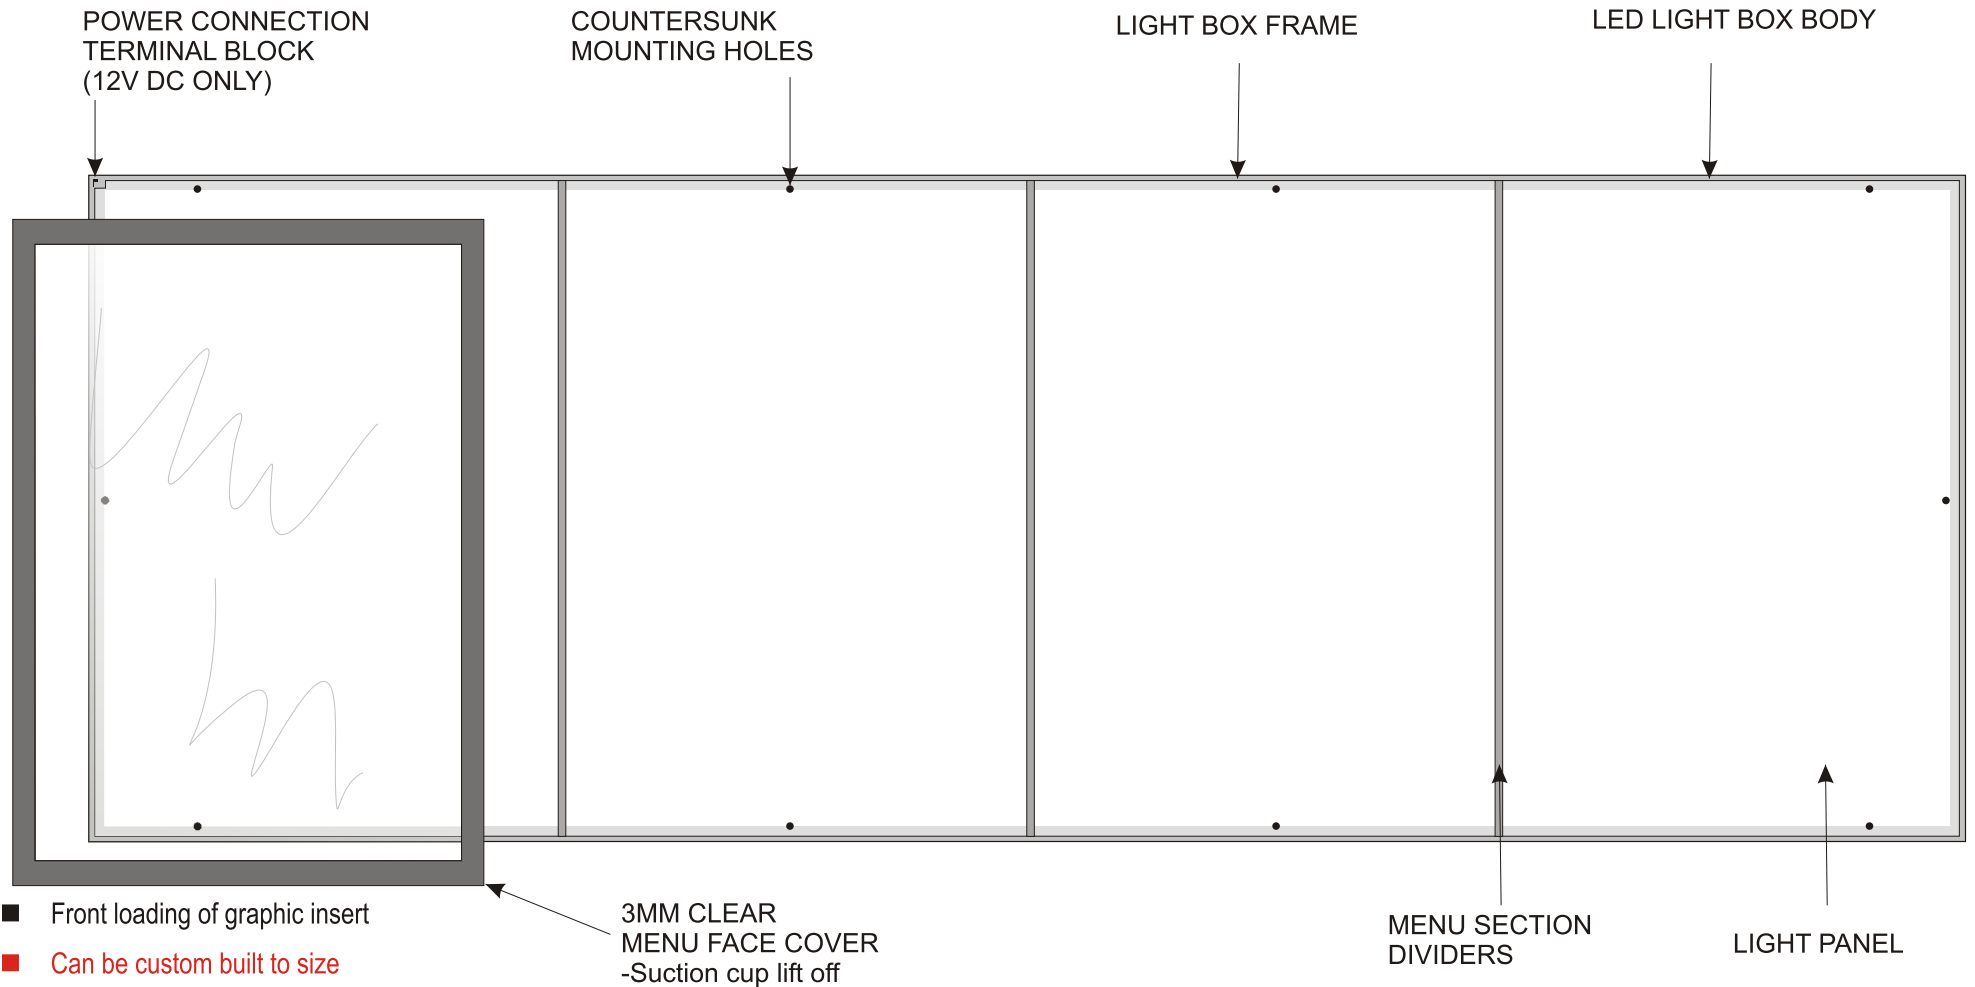 POWER CONNECTION
TERMINAL BLOCK
(12V DC ONLY)
COUNTERSUNK
MOUNTING HOLES
LIGHT BOX FRAME
LED LIGHT BOX BODY
Front loading of graphic insert
Can be custom built to size
3MM CLEAR
MENU FACE COVER
-Suction cup lift off
MENU SECTION
DIVIDERS
LIGHT PANEL